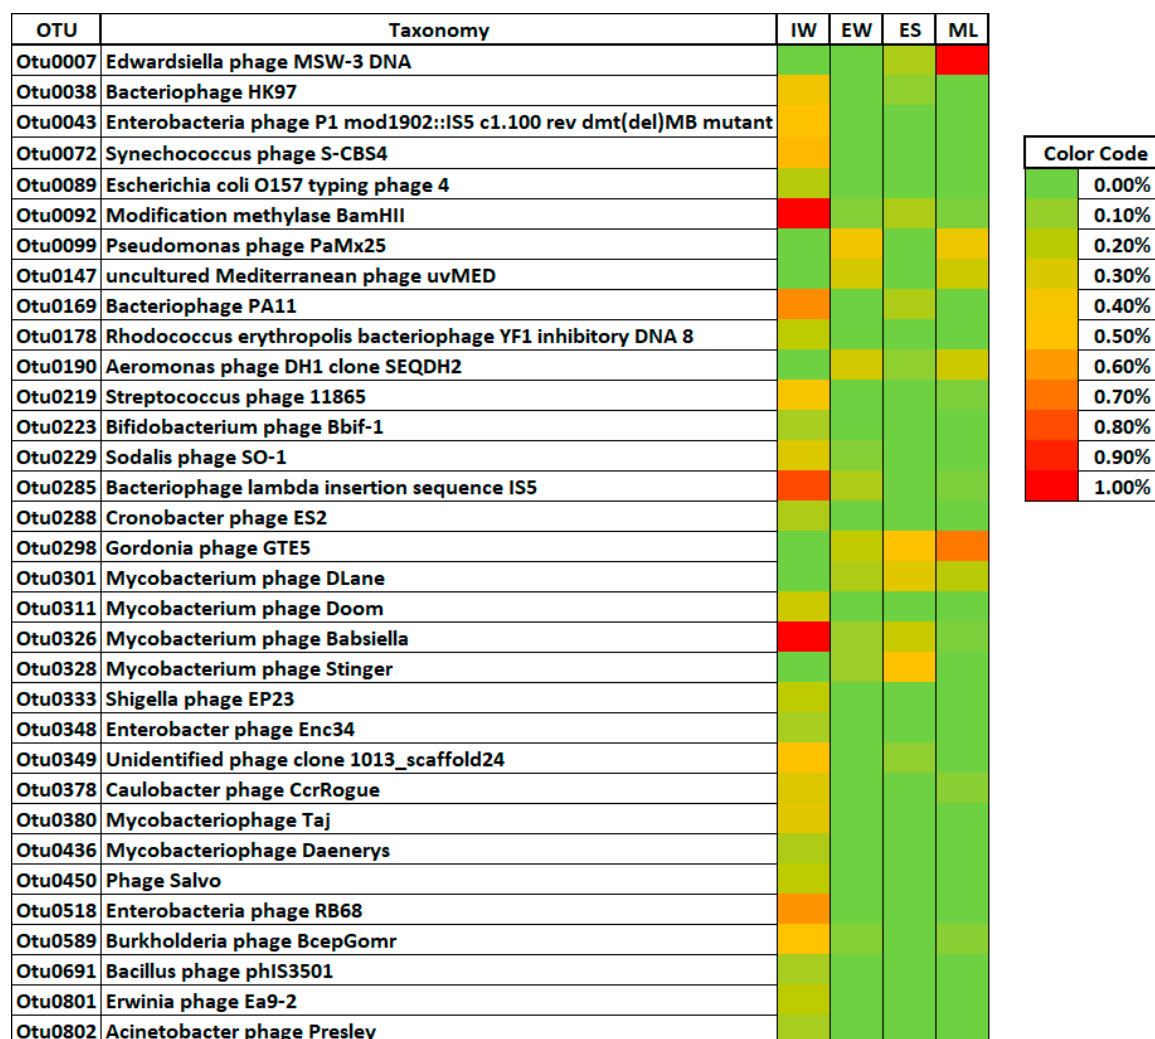 OTU Taxonomy IW EW ES ML
Otu0007 Edwardsiella phage MSW-3 DNA
Otu0038 Bacteriophage HK97
Otu0043 Enterobacteria phage P1 mod1902::IS5 c1.100 rev dmt(del)MB mutant
Otu0072 Synechococcus phage S-CBS4
Otu0089 Escherichia coli O157 typing phage 4
Otu0092 Modification methylase BamHII
Otu0099 Pseudomonas phage PaMx25
Otu0147 uncultured Mediterranean phage uvMED
Otu0169 Bacteriophage PA11
Otu0178 Rhodococcus erythropolis bacteriophage YF1 inhibitory DNA 8
Otu0190 Aeromonas phage DH1 clone SEQDH2
Otu0219 Streptococcus phage 11865
Otu0223 Bifidobacterium phage Bbif-1
Otu0229 Sodalis phage SO-1
Otu0285 Bacteriophage lambda insertion sequence IS5
Otu0288 Cronobacter phage ES2
Otu0298 Gordonia phage GTE5
Otu0301 Mycobacterium phage DLane
Otu0311 Mycobacterium phage Doom
Otu0326 Mycobacterium phage Babsiella
Otu0328 Mycobacterium phage Stinger
Otu0333 Shigella phage EP23
Otu0348 Enterobacter phage Enc34
Otu0349 Unidentified phage clone 1013_scaffold24
Otu0378 Caulobacter phage CcrRogue
Otu0380 Mycobacteriophage Taj
Otu0436 Mycobacteriophage Daenerys
Otu0450 Phage Salvo
Otu0518 Enterobacteria phage RB68
Otu0589 Burkholderia phage BcepGomr
Otu0691 Bacillus phage phIS3501
Otu0801 Erwinia phage Ea9-2
Otu0802 Acinetobacter phage Presley
Color Code
0.00%
0.10%
0.20%
0.30%
0.40%
0.50%
0.60%
0.70%
0.80%
0.90%
1.00%